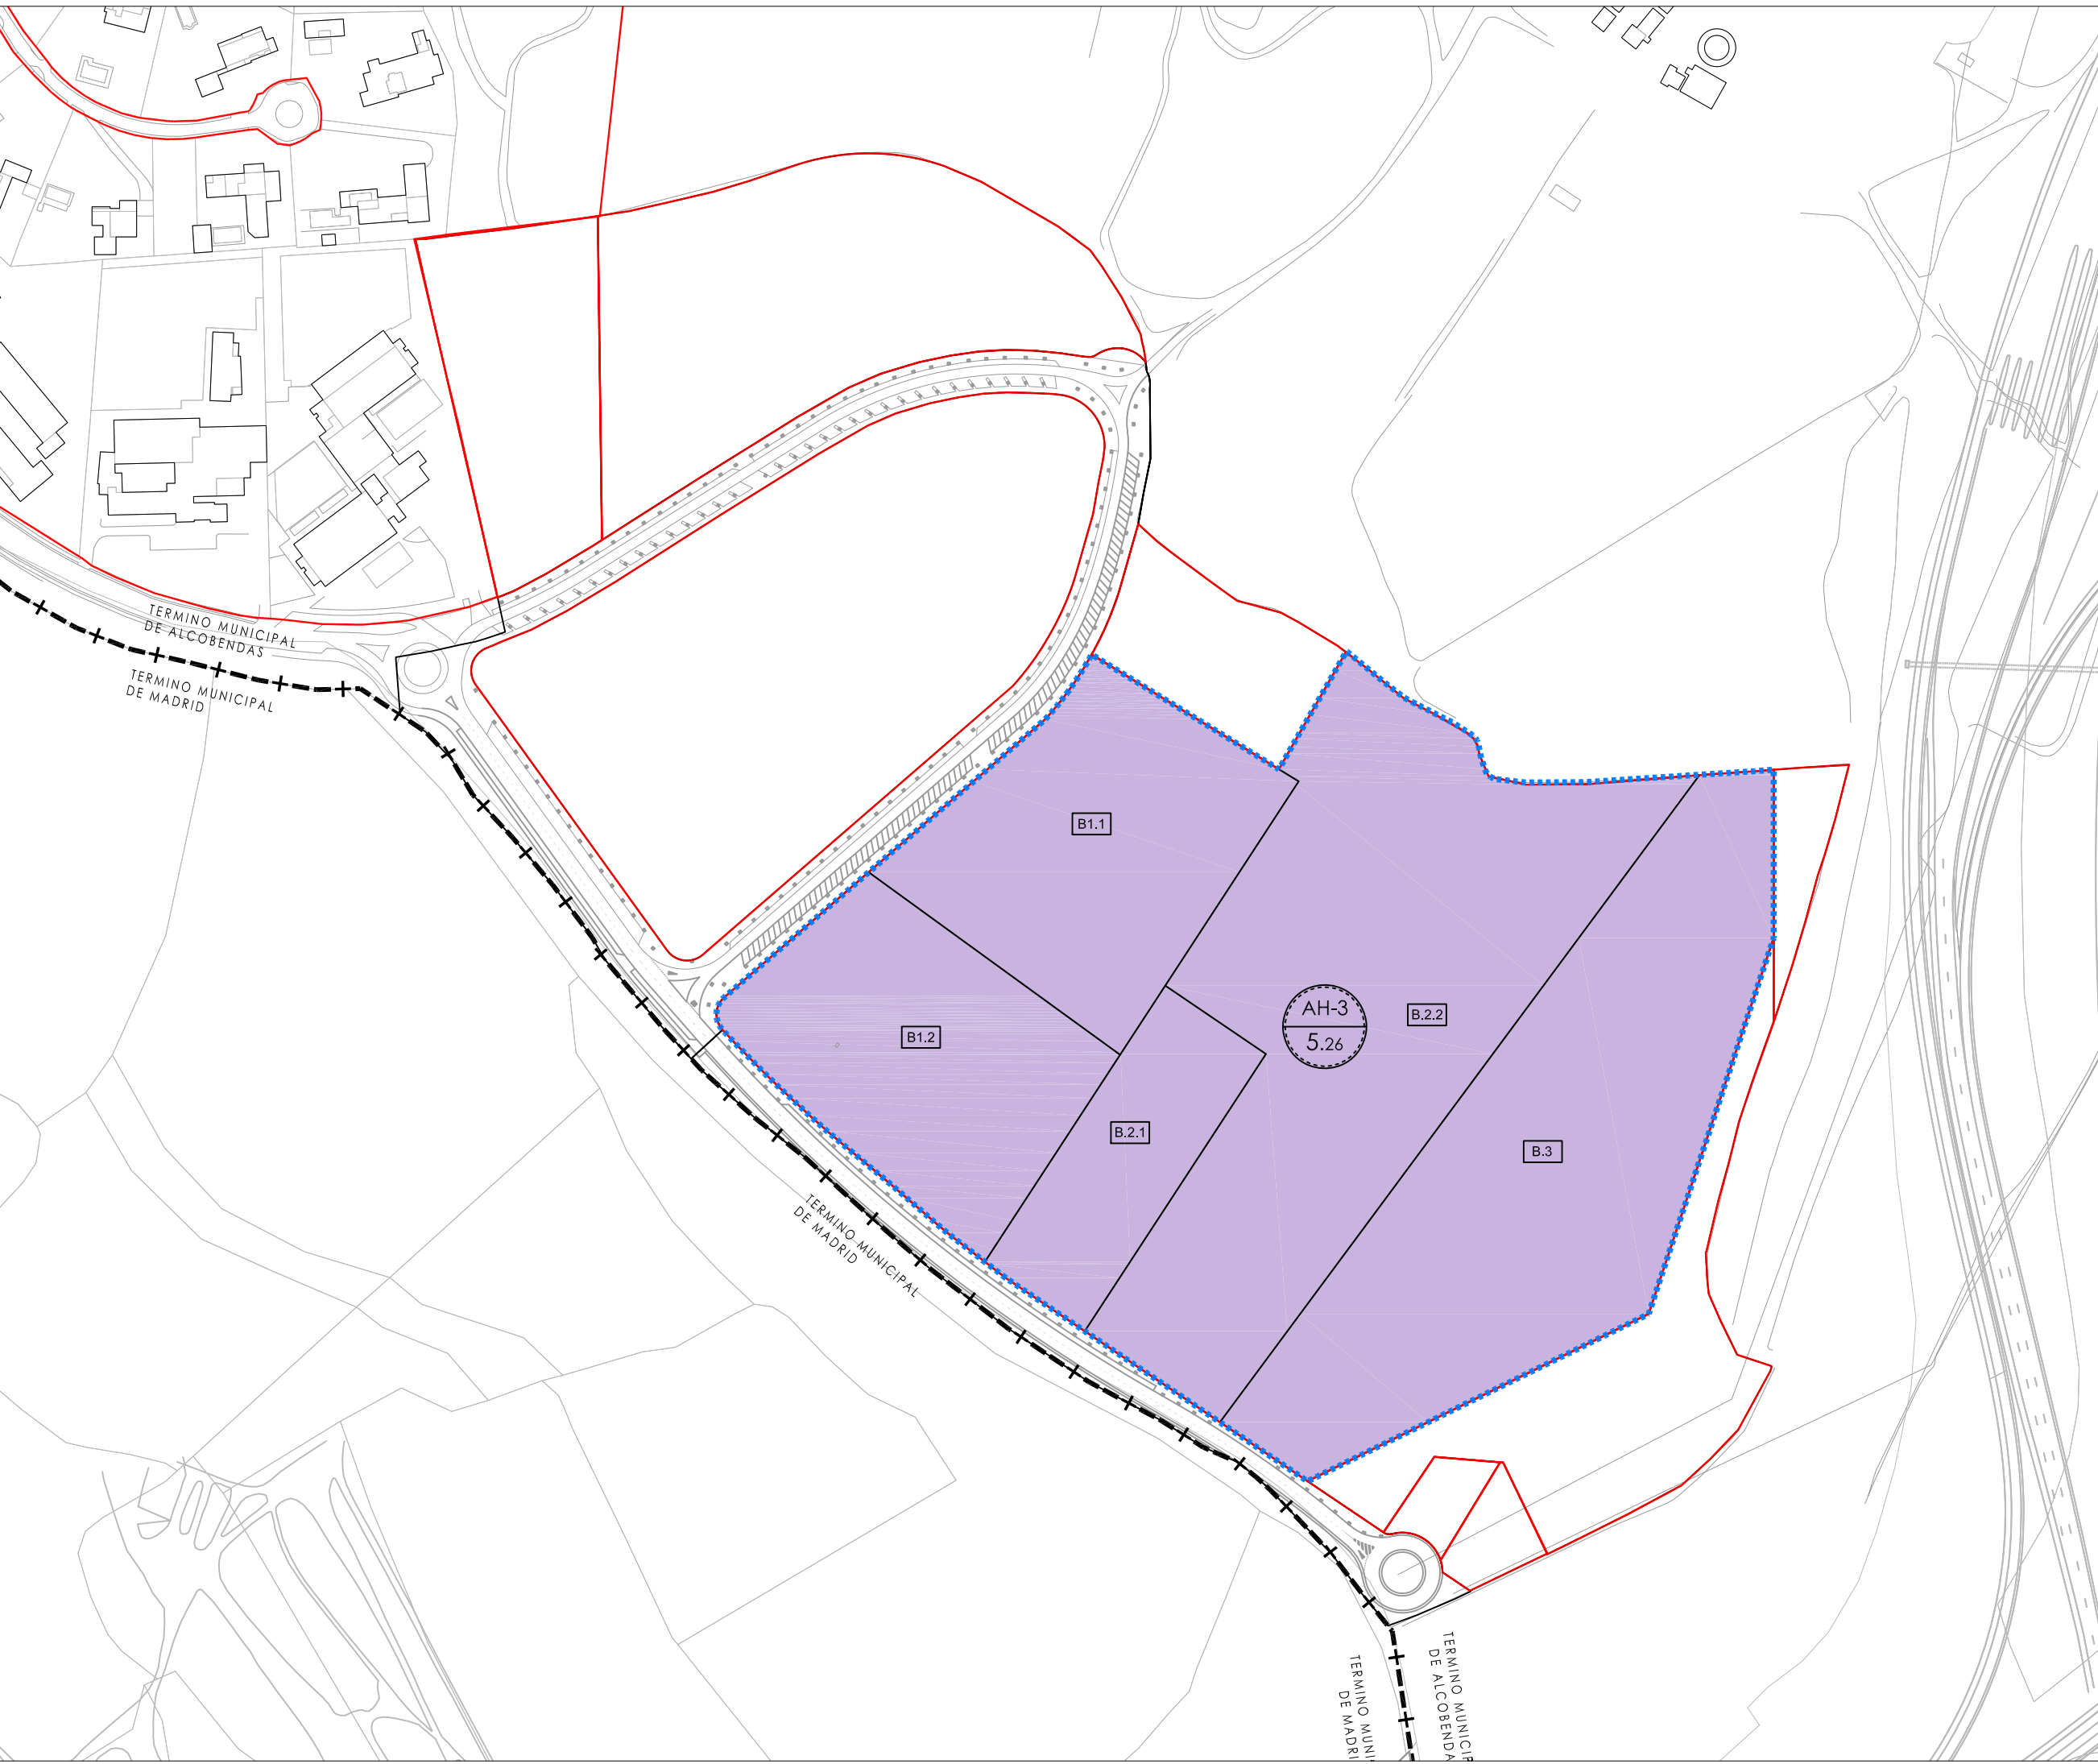 TERMINO MUNICIPAL
DE ALCOBENDAS
TERMINO MUNICIPAL
DE MADRID
B1.1
AH-3
5.26
B.2.2
B1.2
B.2.1
B.3
TERMINO MUNICIPAL
DE MADRID
TERMINO MUNI
DE MADRI
TERMINO MUNICIP
DE ALCOBENDA